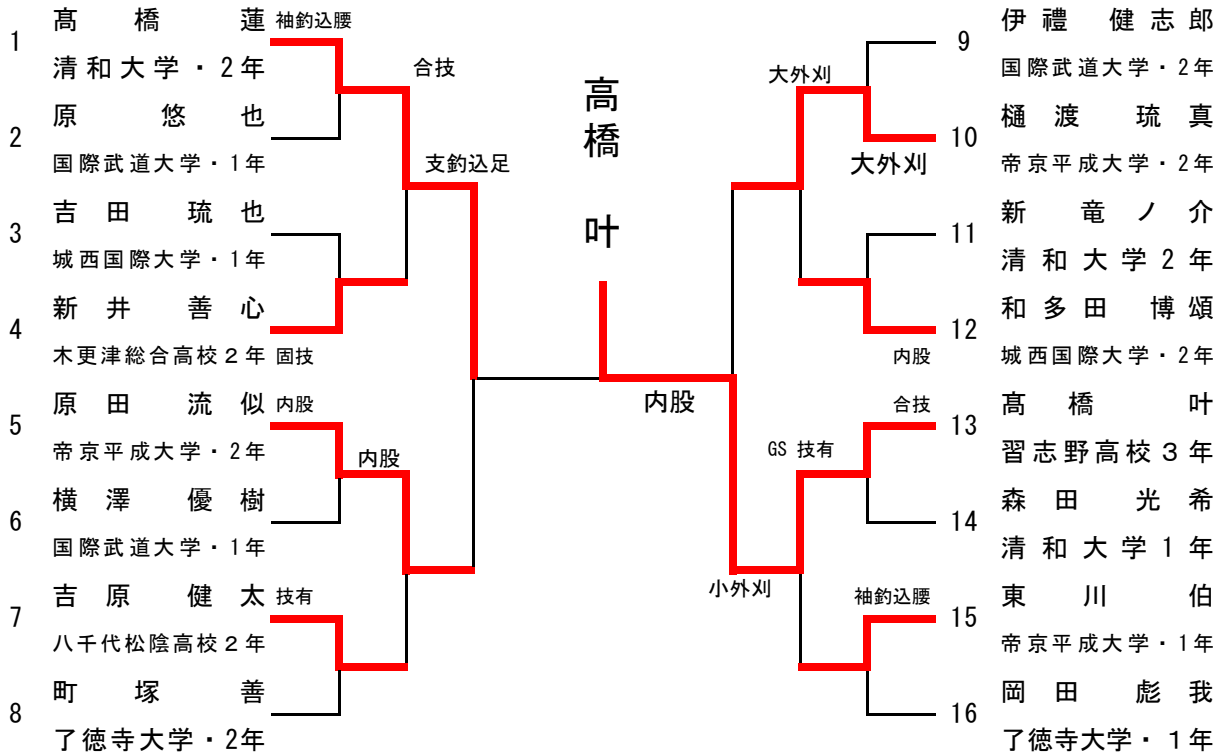 1
髙橋 蓮
袖釣込腰
清和大学・2年
合技
2
原 悠也
国際武道大学・1年
支釣込足
3
吉田 琉也
城西国際大学・1年
4
新井 善心
木更津総合高校２年
固技
5
原田 流似
内股
帝京平成大学・2年
内股
6
横澤 優樹
国際武道大学・1年
7
吉原 健太
技有
八千代松陰高校２年
8
町塚 善
了徳寺大学・2年
高橋 叶
内股
9
伊禮 健志郎
大外刈
国際武道大学・2年
10
樋渡 琉真
大外刈
帝京平成大学・2年
11
新 竜ノ介
清和大学2年
12
和多田 博頌
内股
城西国際大学・2年
合技
13
髙橋 叶
GS 技有
習志野高校３年
14
森田 光希
清和大学1年
小外刈
袖釣込腰
15
東川 伯
帝京平成大学・1年
16
岡田 彪我
了徳寺大学・１年